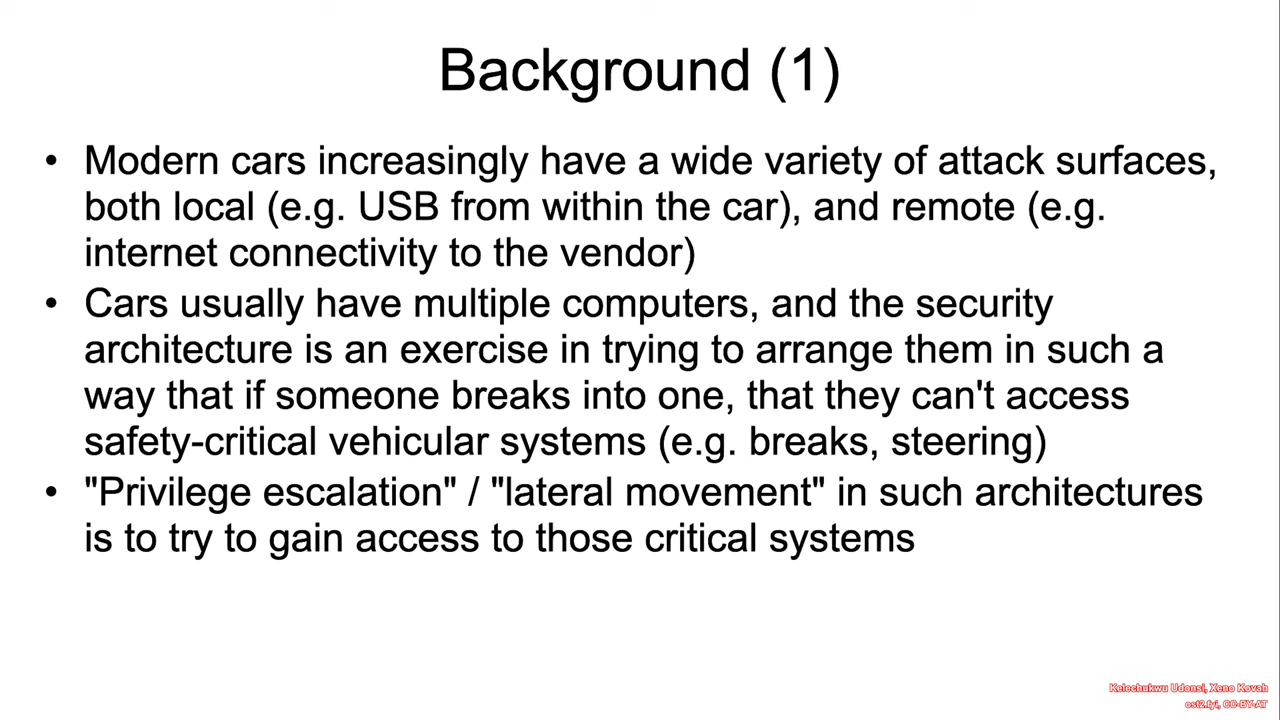 Background (1)
• Modern cars increasingly have a wide variety of attack surfaces,
both local (e.g. USB from within the car), and remote (e.g.
internet connectivity to the vendor)
• Cars usually have multiple computers, and the security
architecture is an exercise in trying to arrange them in such a
way that if someone breaks into one, that they can't access
safety-critical vehicular systems (e.g. breaks, steering)
• "Privilege escalation" / "lateral movement" in such architectures
is to try to gain access to those critical systems
Kelechukwu Udonsi, Xeno Kovah
ost2.fyi, CC-BY-AT